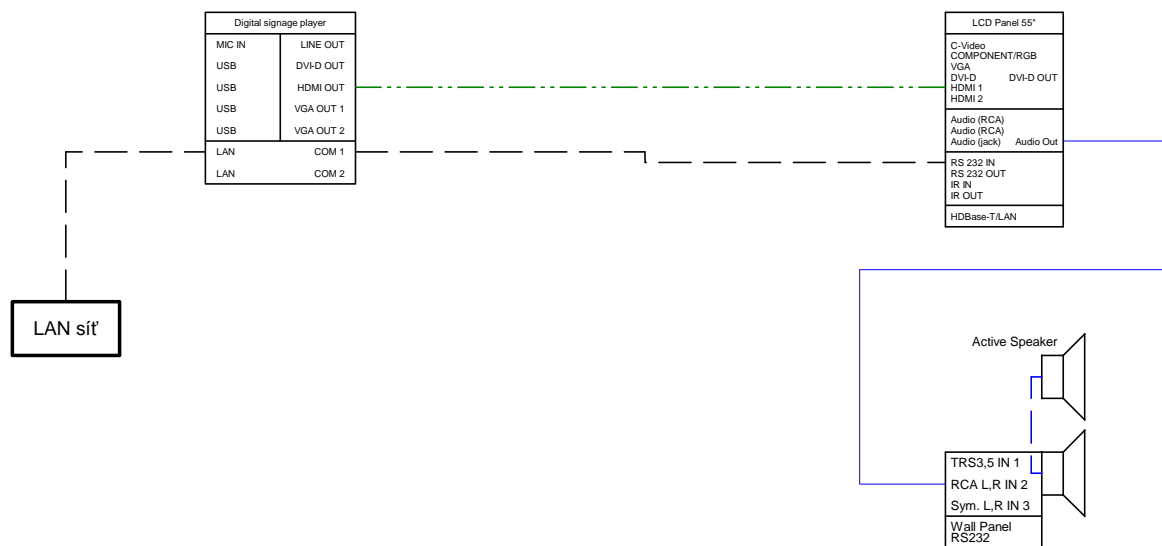 Digital signage player
MIC IN LINE OUT
USB DVI-D OUT
USB HDMI OUT
USB VGA OUT 1
USB VGA OUT 2
LAN COM 1
LAN COM 2
LCD Panel 55"
C-Video
COMPONENT/RGB
VGA
DVI-D DVI-D OUT
HDMI 1
HDMI 2
Audio (RCA)
Audio (RCA)
Audio (jack) Audio Out
RS 232 IN
RS 232 OUT
IR IN
IR OUT
HDBase-T/LAN
LAN síť
Active Speaker
TRS3,5 IN 1
RCA L,R IN 2
Sym. L,R IN 3
Wall Panel
RS232